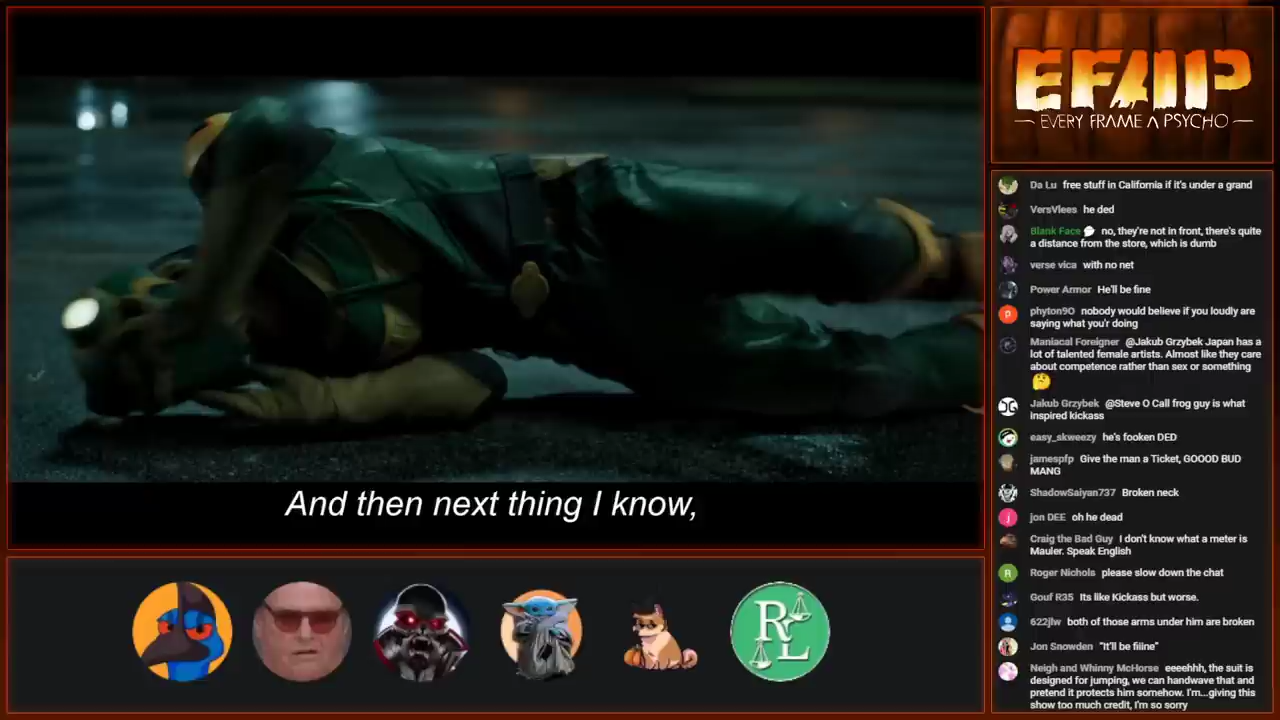 EFAP
EVERY FRAME A PSYCHO
Da Lu free stuff in California if it's under a grand
VersVlees he ded
Blank Face no, they're not in front, there's quite
a distance from the store, which is dumb
verse vica with no net
Power Armor He'll be fine
phyton90 nobody would believe if you loudly are
saying what you'r doing
Maniacal Foreigner @Jakub Grzybek Japan has a
lot of talented female artists. Almost like they care
about competence rather than sex or something
🤔
Jakub Grzybek @Steve O Call frog guy is what
inspired kickass
easy_skweezy he's fooken DED
jamespfp Give the man a Ticket, GOOOD BUD
MANG
ShadowSaiyan737 Broken neck
jon DEE oh he dead
Craig the Bad Guy I don't know what a meter is
Mauler. Speak English
Roger Nichols please slow down the chat
Gouf R35 Its like Kickass but worse.
622jlw both of those arms under him are broken
Jon Snowden "it'll be fiiine"
Neigh and Whinny McHorse eeeehhh, the suit is
designed for jumping, we can handwave that and
pretend it protects him somehow. I'm...giving this
show too much credit, I'm so sorry
And then next thing I know,
RL